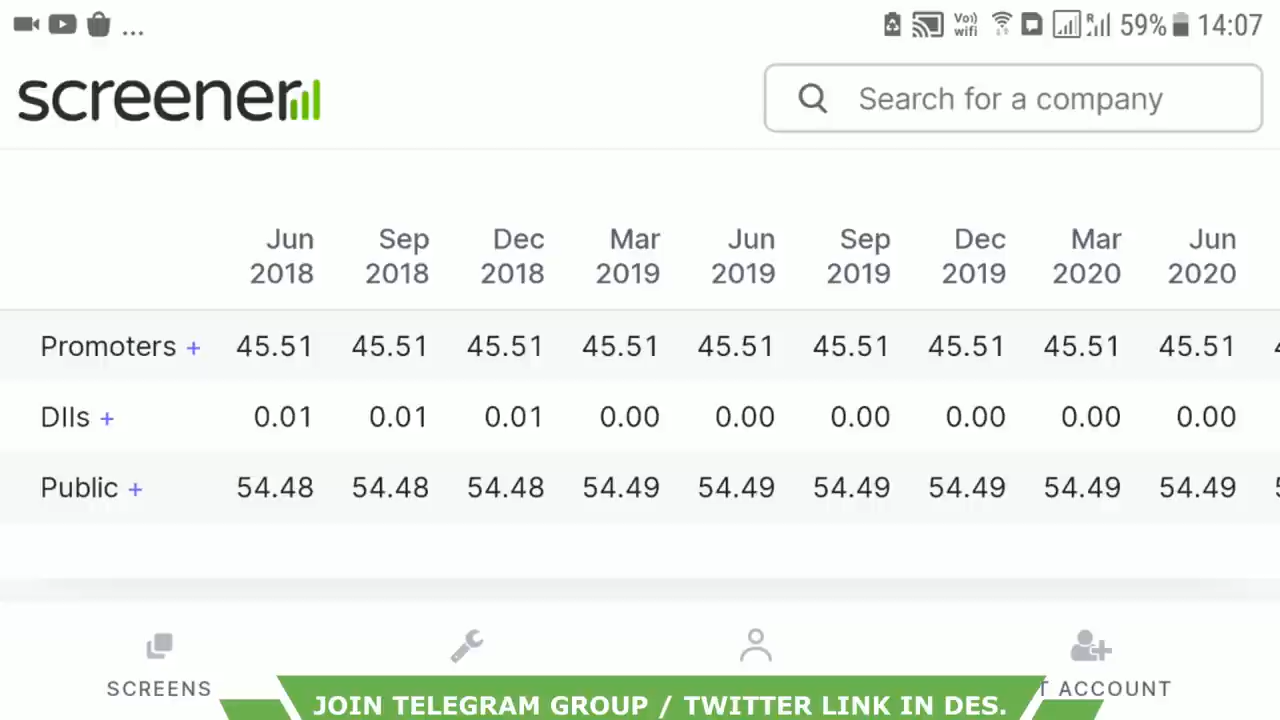 ... Vo) wifi R 59% 14:07
screener Search for a company
Jun Sep Dec Mar Jun Sep Dec Mar Jun
2018 2018 2018 2019 2019 2019 2019 2020 2020
Promoters + 45.51 45.51 45.51 45.51 45.51 45.51 45.51 45.51 45.51
DIIs + 0.01 0.01 0.01 0.00 0.00 0.00 0.00 0.00 0.00
Public + 54.48 54.48 54.48 54.49 54.49 54.49 54.49 54.49 54.49
SCREENS T ACCOUNT
JOIN TELEGRAM GROUP / TWITTER LINK IN DES.